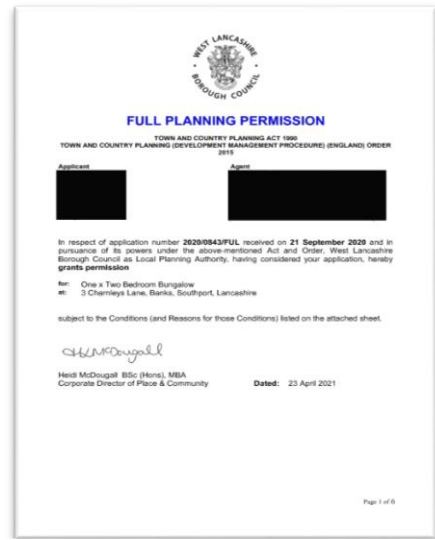 WEST LANCASHIRE
BOROUGH COUNCIL
FULL PLANNING PERMISSION
TOWN AND COUNTRY PLANNING ACT 1990
TOWN AND COUNTRY PLANNING (DEVELOPMENT MANAGEMENT PROCEDURE) (ENGLAND) ORDER
2015
Applicant Agent
In respect of application number 2020/0843/FUL received on 21 September 2020 and in
pursuance of its powers under the above-mentioned Act and Order, West Lancashire
Borough Council as Local Planning Authority, having considered your application, hereby
grants permission
for: One x Two Bedroom Bungalow
at: 3 Charnleys Lane, Banks, Southport, Lancashire
subject to the Conditions (and Reasons for those Conditions) listed on the attached sheet.
Heidi McDougall BSc (Hons), MBA
Corporate Director of Place & Community Dated: 23 April 2021
Page 1 of 6